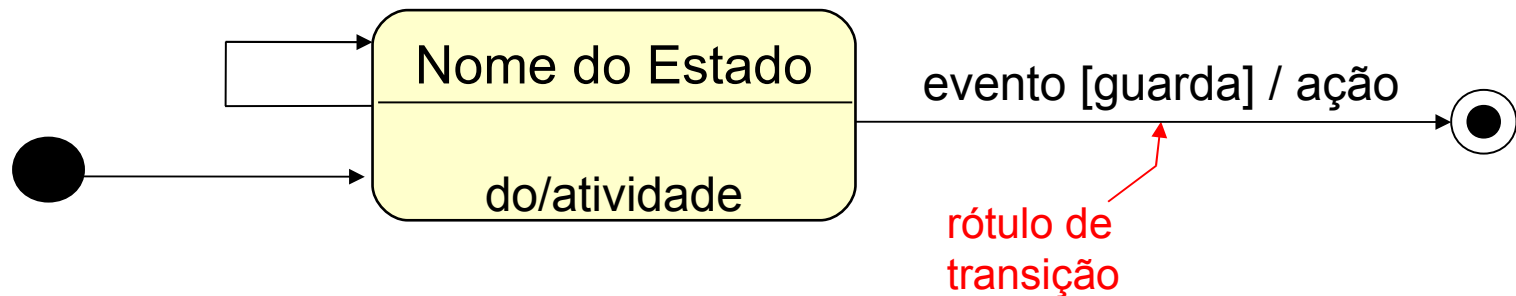 Nome do Estado
evento [guarda] / ação
do/atividade
rótulo de
transição